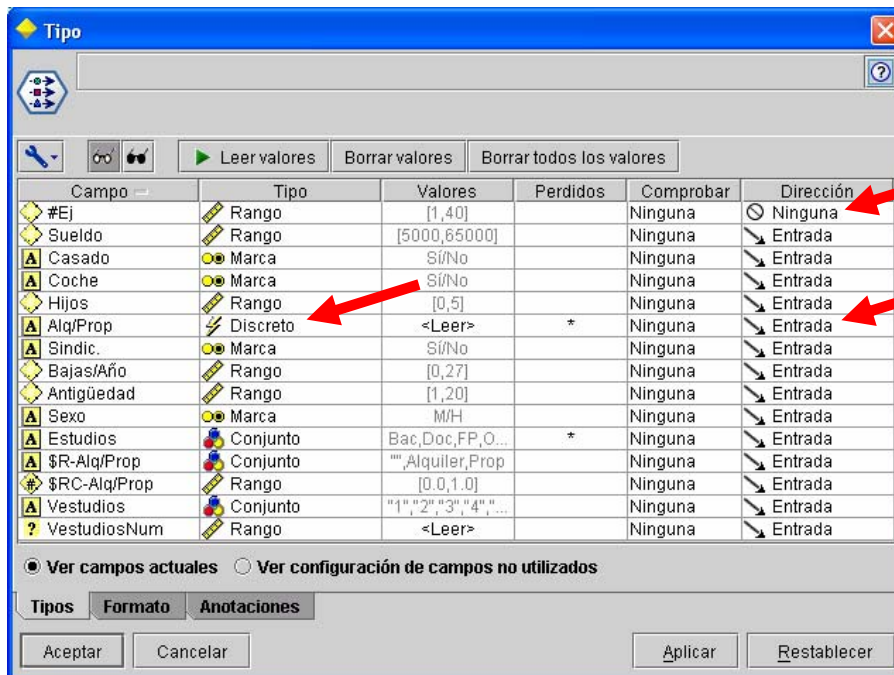 Tipo
Leer valores Borrar valores Borrar todos los valores
Campo Tipo Valores Perdidos Comprobar Dirección
#Ej Rango [1,40] Ninguna Ninguna
Sueldo Rango [5000,65000] Ninguna Entrada
A Casado Marca Sí/No Ninguna Entrada
A Coche Marca Sí/No Ninguna Entrada
Hijos Rango [0,5] Ninguna Entrada
A Alq/Prop Discreto <Leer> * Ninguna Entrada
A Sindic. Marca Sí/No Ninguna Entrada
Bajas/Año Rango [0,27] Ninguna Entrada
Antigüedad Rango [1,20] Ninguna Entrada
A Sexo Marca M/H Ninguna Entrada
A Estudios Conjunto Bac,Doc,FP,O... * Ninguna Entrada
A $R-Alq/Prop Conjunto "",Alquiler,Prop Ninguna Entrada
# $RC-Alq/Prop Rango [0.0,1.0] Ninguna Entrada
A Vestudios Conjunto "1","2","3","4","... Ninguna Entrada
? VestudiosNum Rango <Leer> Ninguna Entrada
Ver campos actuales Ver configuración de campos no utilizados
Tipos Formato Anotaciones
Aceptar Cancelar Aplicar Restablecer